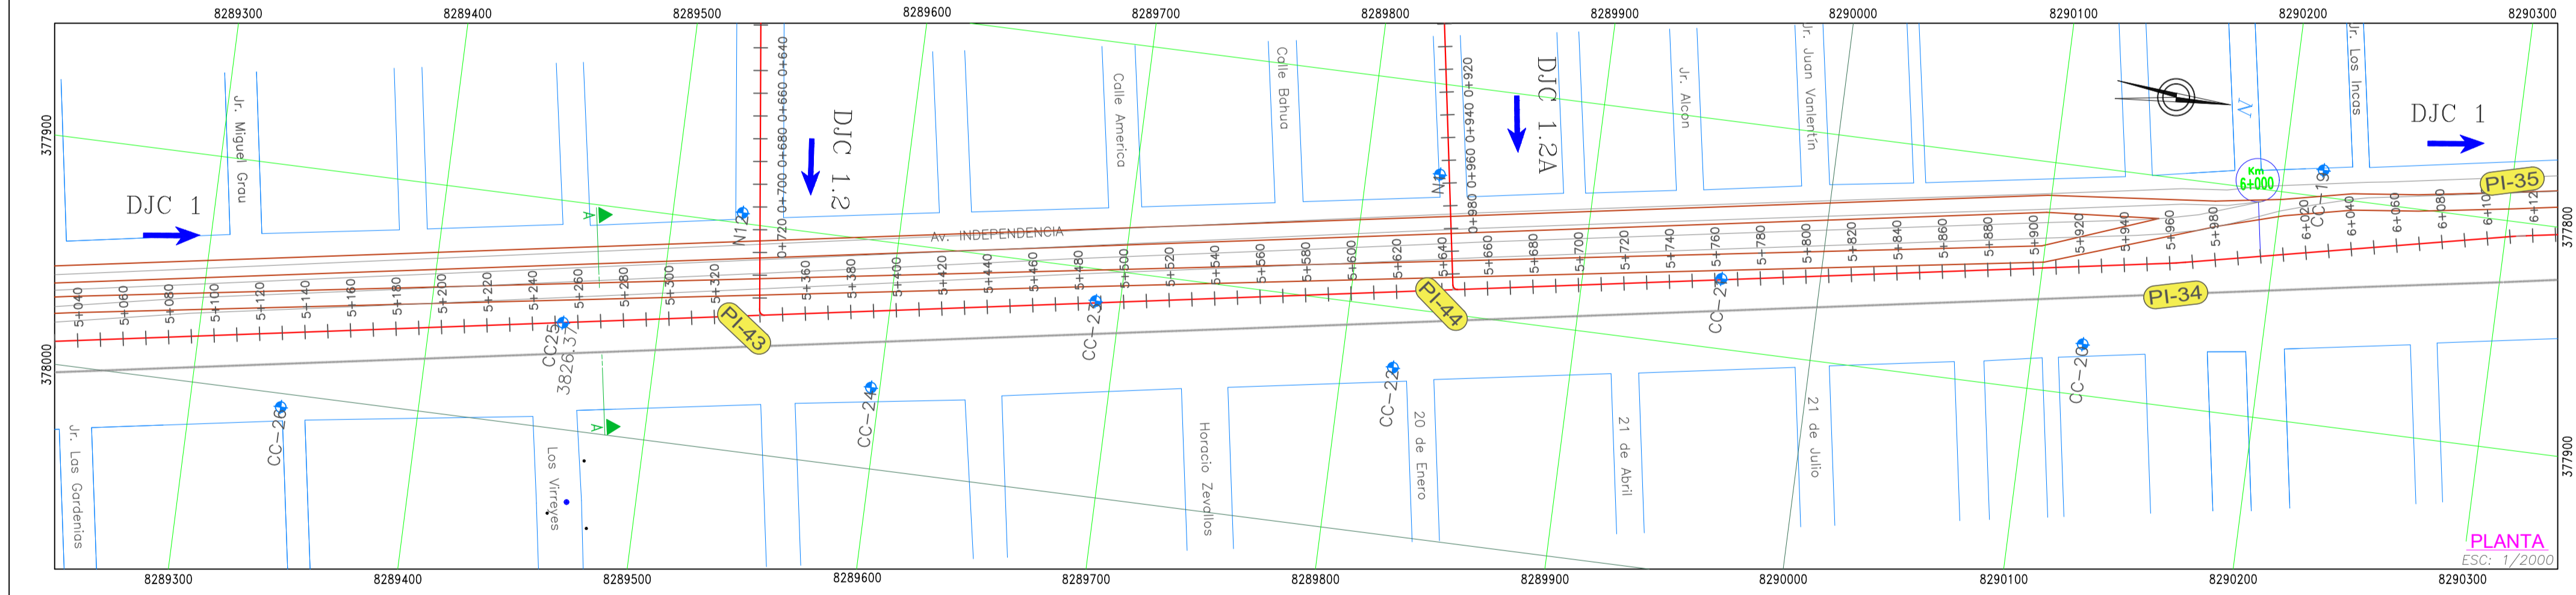 8289300
8289400
8289500
8289600
8289700
8289800
8289900
8290000
8290100
8290200
8290300
377900
378000
377800
377900
Jr. Miguel Grau
Calle America
Calle Bahua
Jr. Alcon
Jr. Juan Vanlentín
Jr. Los Incas
DJC 1
DJC 1.2
DJC 1.2A
DJC 1
N
0+720 0+700 0+680 0+660 0+640
0+980 0+960 0+940 0+920
N12
A
Av. INDEPENDENCIA
Km
6+000
CC-19
PI-35
5+040
5+060
5+080
5+100
5+120
5+140
5+160
5+180
5+200
5+220
5+240
5+260
5+280
5+300
5+320
5+360
5+380
5+400
5+420
5+440
5+460
5+480
5+500
5+520
5+540
5+560
5+580
5+600
5+620
5+640
5+660
5+680
5+700
5+720
5+740
5+760
5+780
5+800
5+820
5+840
5+860
5+880
5+900
5+920
5+940
5+960
5+980
6+020
6+040
6+060
6+080
6+100
PI-43
PI-44
PI-34
CC25
3826.37
CC-26
CC-24
CC-23
CC-22
CC-20
A
Jr. Las Gardenias
Los Virreyes
Horacio Zevallos
20 de Enero
21 de Abril
21 de Julio
PLANTA
ESC: 1/2000
8289300
8289400
8289500
8289600
8289700
8289800
8289900
8290000
8290100
8290200
8290300